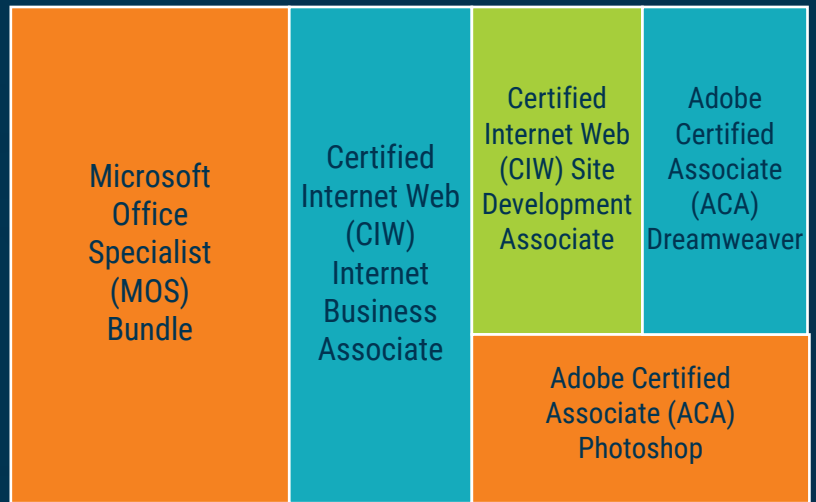 Microsoft
Office
Specialist
(MOS)
Bundle
Certified
Internet Web
(CIW)
Internet
Business
Associate
Certified
Internet Web
(CIW) Site
Development
Associate
Adobe
Certified
Associate
(ACA)
Dreamweaver
Adobe Certified
Associate (ACA)
Photoshop